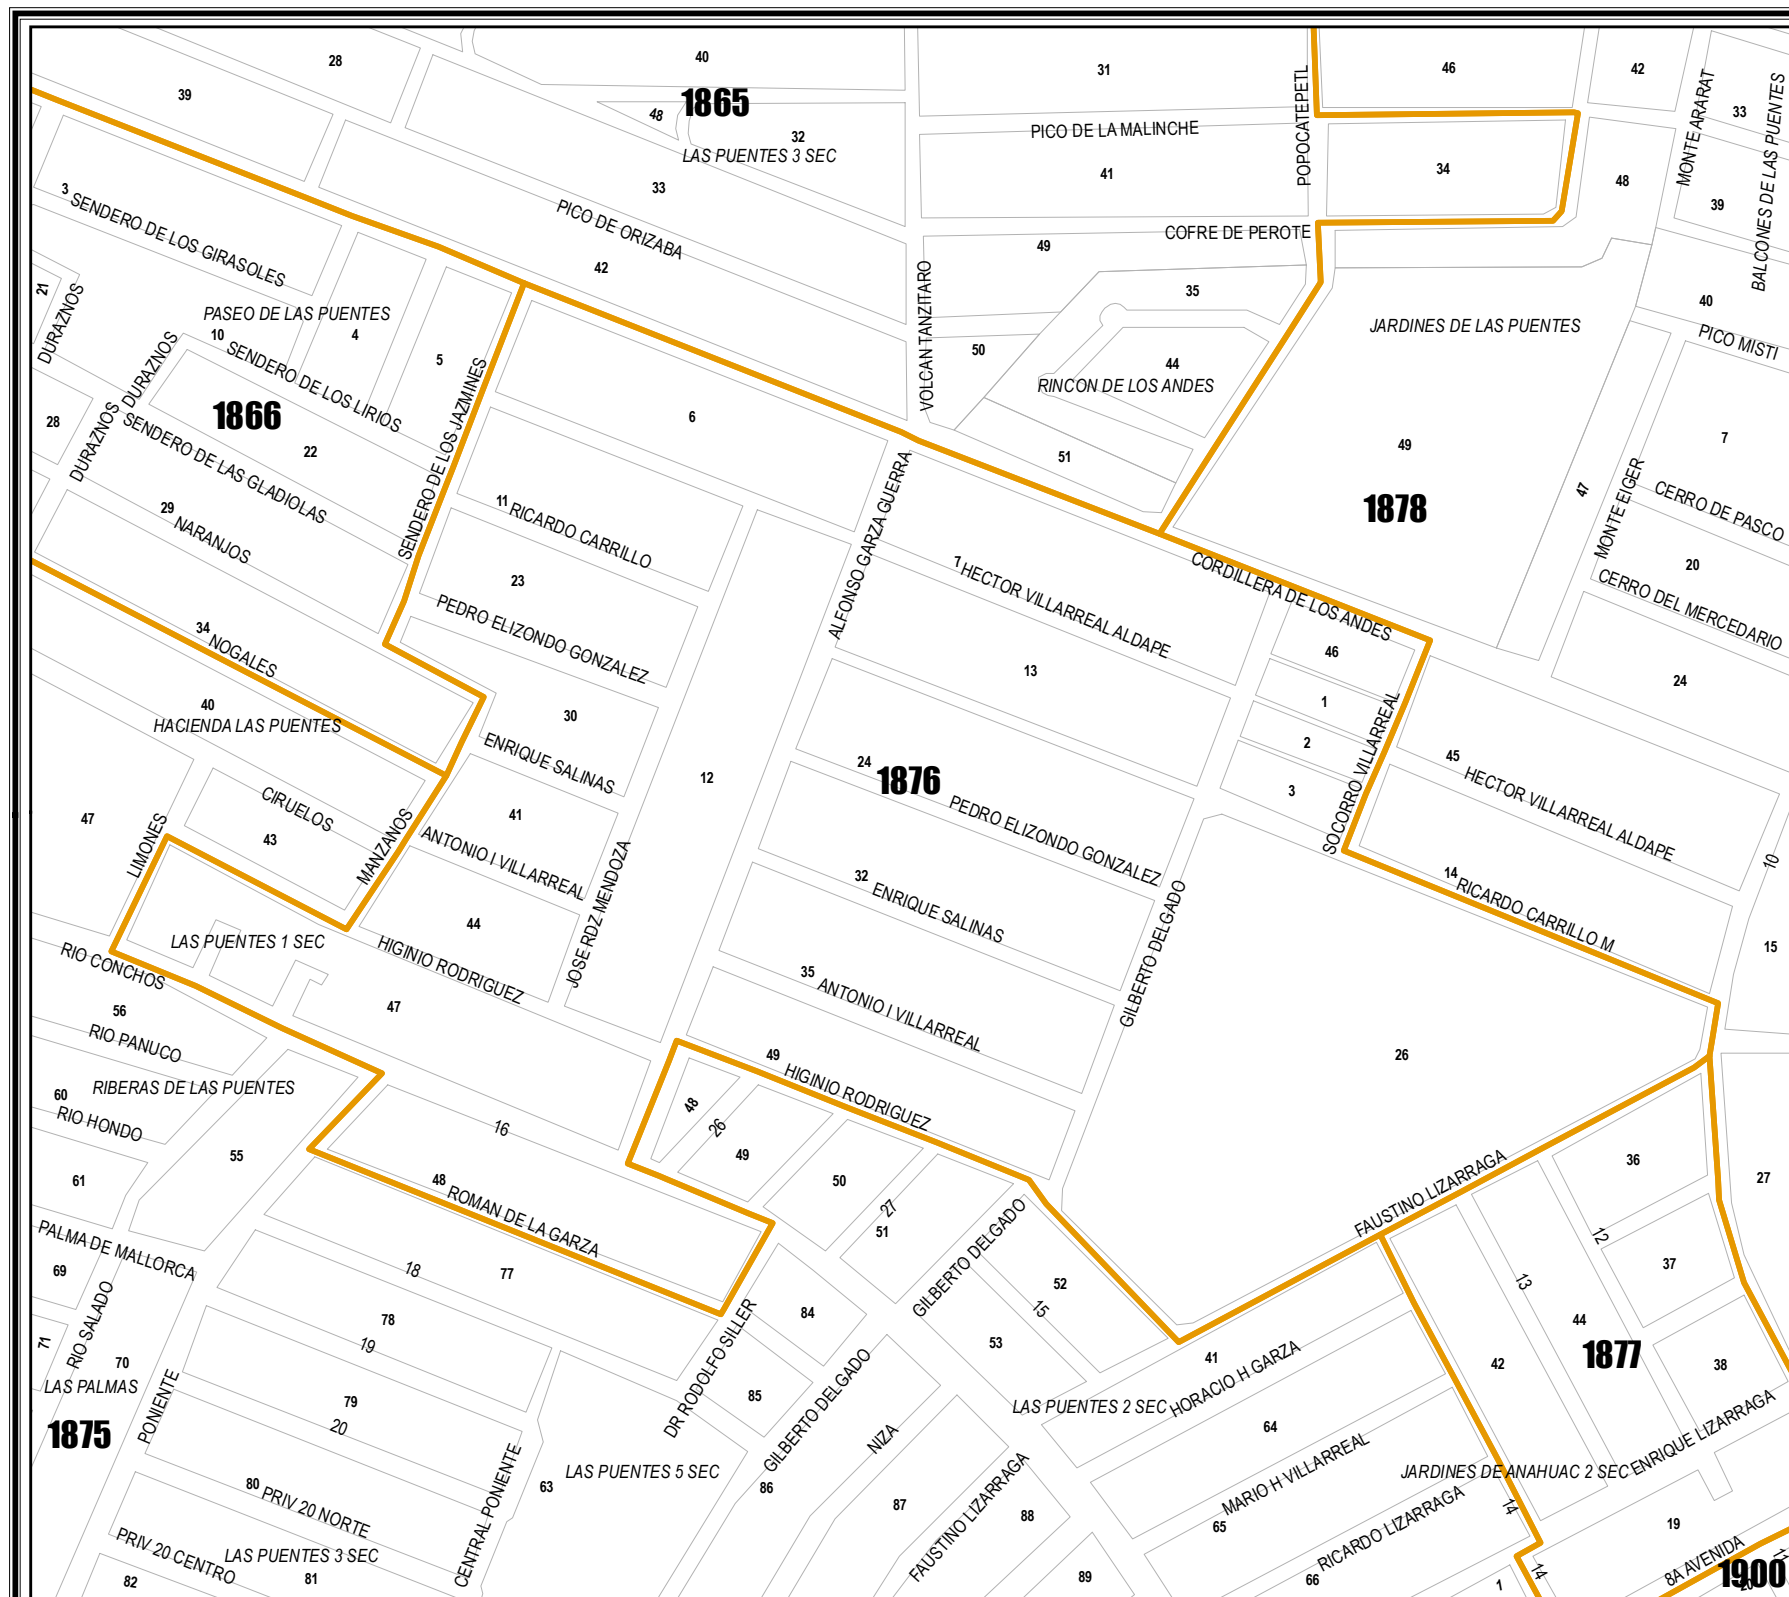 28
40
31
46
42
39
1865
POPOCATEPETL
MONTE ARARAT
33
BALCONES DE LAS PUENTES
48
32
PICO DE LA MALINCHE
LAS PUENTES 3 SEC
41
34
48
3
SENDERO DE LOS GIRASOLES
33
PICO DE ORIZABA
39
COFRE DE PEROTE
49
42
VOLCAN TANZITARO
35
21
DURAZNOS
PASEO DE LAS PUENTES
10
4
5
SENDERO DE LOS LIRIOS
DURAZNOS
40
PICO MISTI
JARDINES DE LAS PUENTES
50
44
RINCON DE LOS ANDES
1866
SENDERO DE LOS JAZMINES
6
28
DURAZNOS
SENDERO DE LAS GLADIOLAS
22
51
49
7
1878
47
MONTE EIGER
CERRO DE PASCO
29
NARANJOS
11
RICARDO CARRILLO
ALFONSO GARZA GUERRA
7
HECTOR VILLARREAL ALDAPE
CORDILLERA DE LOS ANDES
20
CERRO DEL MERCEDARIO
23
PEDRO ELIZONDO GONZALEZ
34
NOGALES
46
13
24
40
HACIENDA LAS PUENTES
30
ENRIQUE SALINAS
1
2
3
SOCORRO VILLARREAL
45
HECTOR VILLARREAL ALDAPE
12
24
1876
PEDRO ELIZONDO GONZALEZ
47
LIMONES
CIRUELOS
43
MANZANOS
41
ANTONIO I VILLARREAL
JOSE RDZ MENDOZA
10
14
RICARDO CARRILLO M
32
ENRIQUE SALINAS
GILBERTO DELGADO
44
HIGINIO RODRIGUEZ
LAS PUENTES 1 SEC
15
RIO CONCHOS
35
ANTONIO I VILLARREAL
47
56
RIO PANUCO
49
HIGINIO RODRIGUEZ
26
RIBERAS DE LAS PUENTES
60
RIO HONDO
48
26
16
55
49
50
36
27
61
48
ROMAN DE LA GARZA
27
51
FAUSTINO LIZARRAGA
12
PALMA DE MALLORCA
69
18
77
GILBERTO DELGADO
52
15
13
37
RIO SALADO
78
84
44
71
19
DR RODOLFO SILLER
53
41
HORACIO H GARZA
1877
70
LAS PALMAS
42
38
79
85
GILBERTO DELGADO
LAS PUENTES 2 SEC
PONIENTE
1875
20
NIZA
64
MARIO H VILLARREAL
ENRIQUE LIZARRAGA
LAS PUENTES 5 SEC
JARDINES DE ANAHUAC 2 SEC
80
PRIV 20 NORTE
CENTRAL PONIENTE
63
86
87
FAUSTINO LIZARRAGA
88
65
RICARDO LIZARRAGA
14
19
PRIV 20 CENTRO
LAS PUENTES 3 SEC
8A AVENIDA
82
81
89
66
1
14
1900